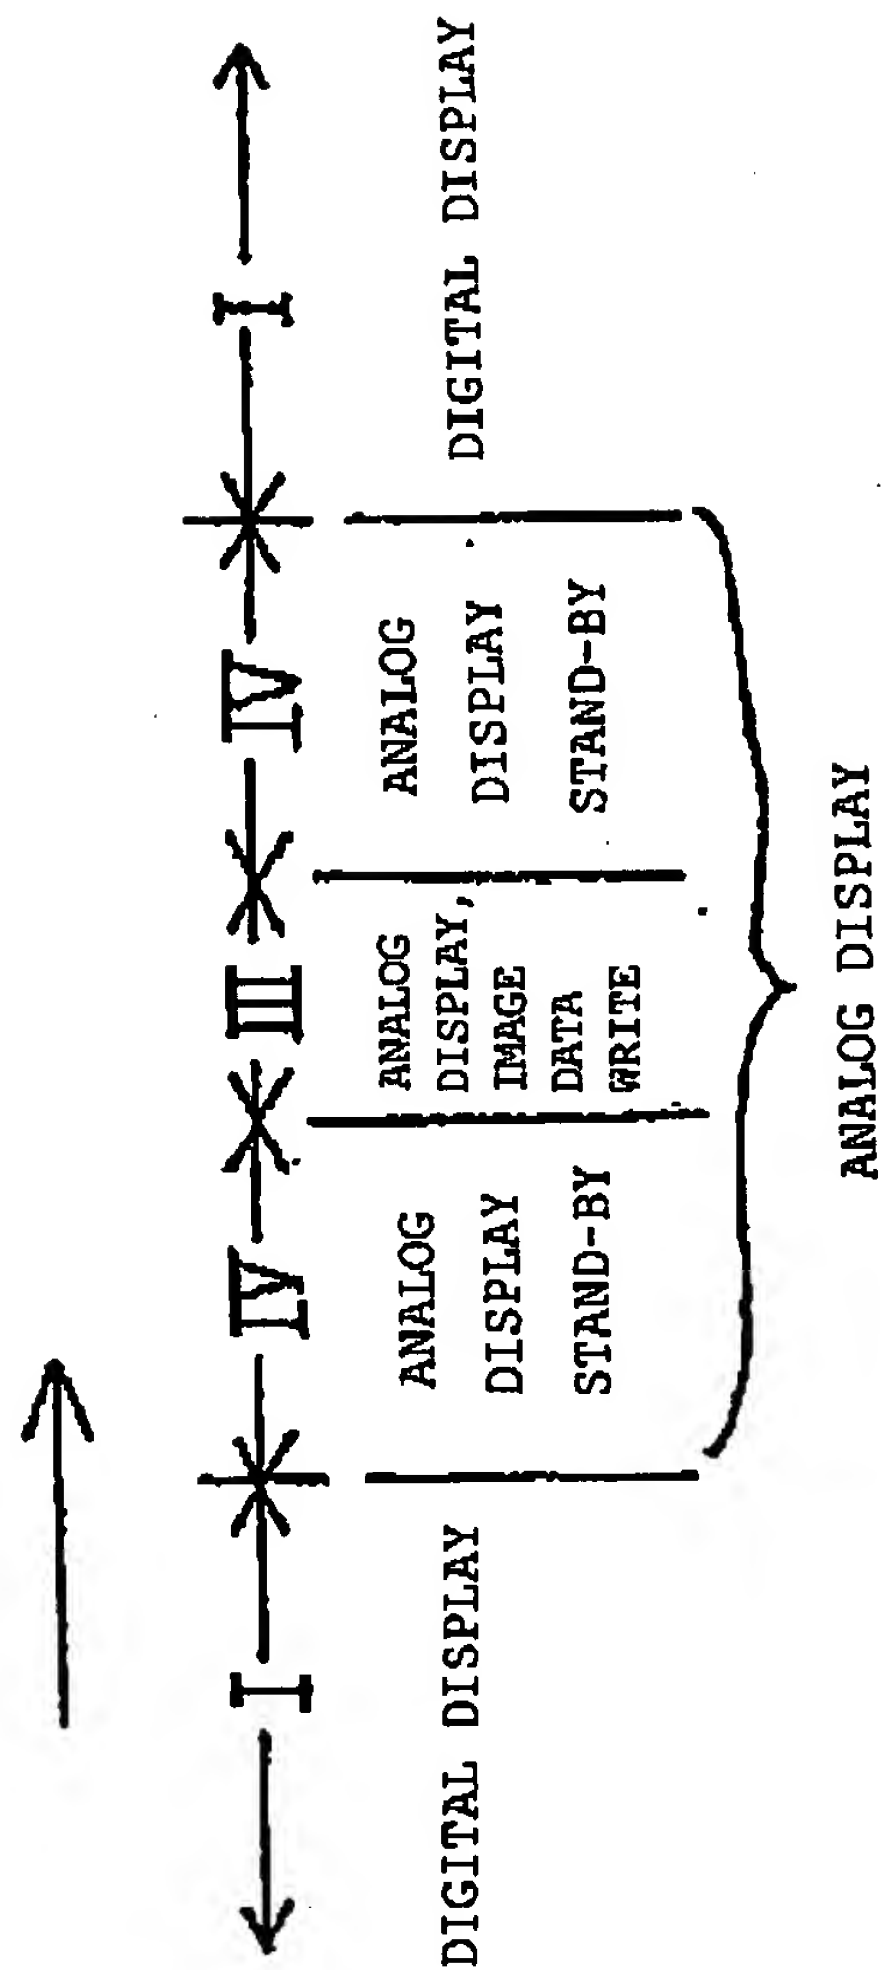 I
IV
III
IV
I
DIGITAL DISPLAY
ANALOG
DISPLAY
STAND-BY
ANALOG
DISPLAY,
IMAGE
DATA
WRITE
ANALOG
DISPLAY
STAND-BY
DIGITAL DISPLAY
ANALOG DISPLAY